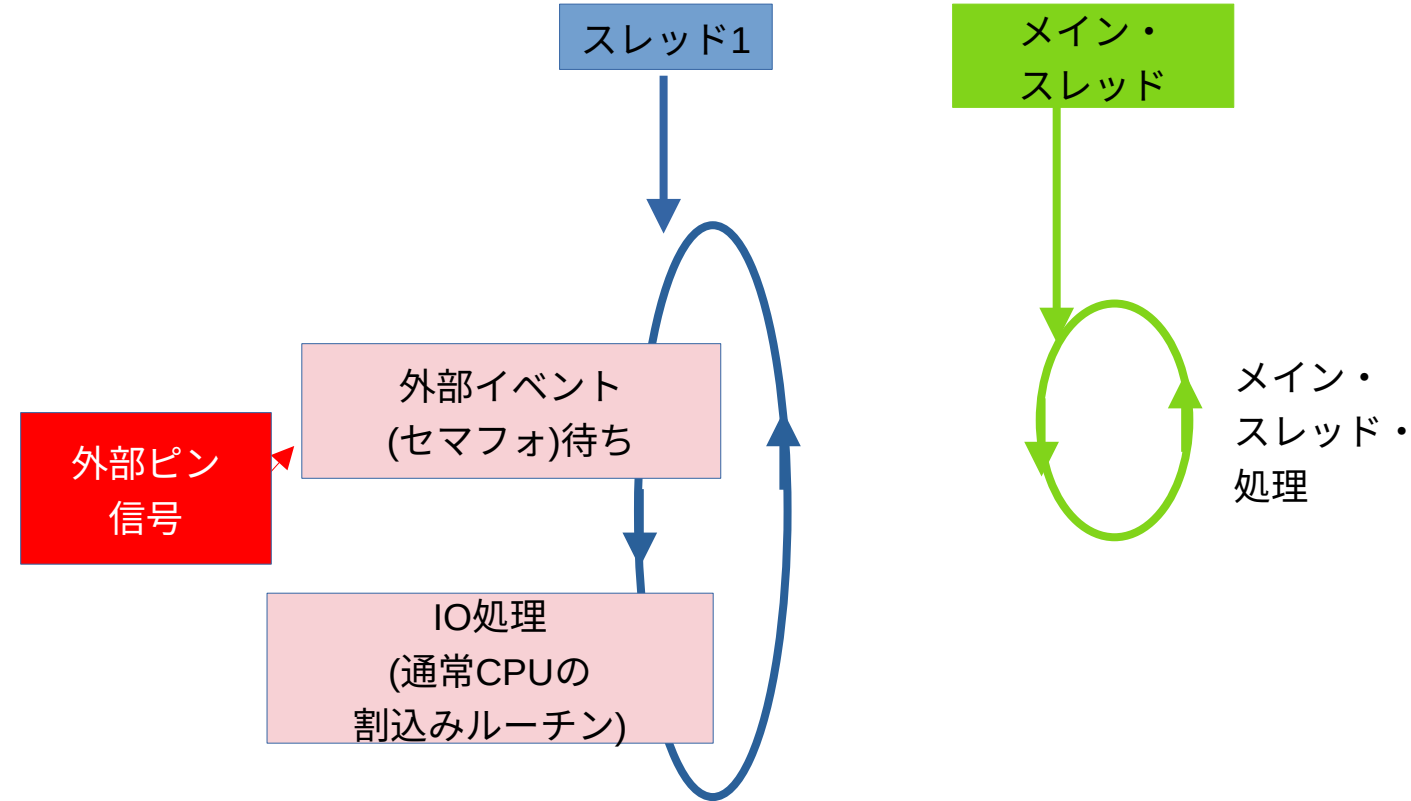 スレッド1
メイン・
スレッド
外部イベント
(セマフォ)待ち
外部ピン
信号
メイン・
スレッド・
処理
IO処理
(通常CPUの
割込みルーチン)